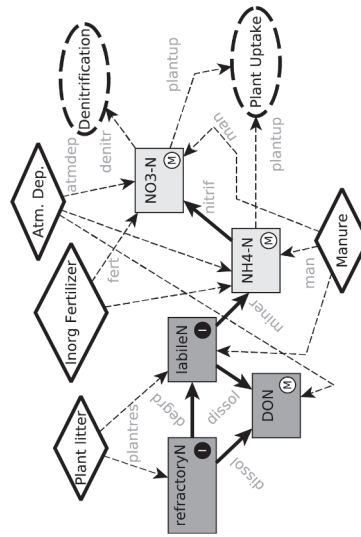 Plant litter
Inorg Fertilizer
Atm. Dep.
Denitrification
plantres
fert
atmdep
denitr
refractoryN
I
degrd
labileN
I
NO3-N
M
plantup
nitrif
man
dissol
dissol
miner
NH4-N
M
plantup
Plant Uptake
DON
M
man
Manure